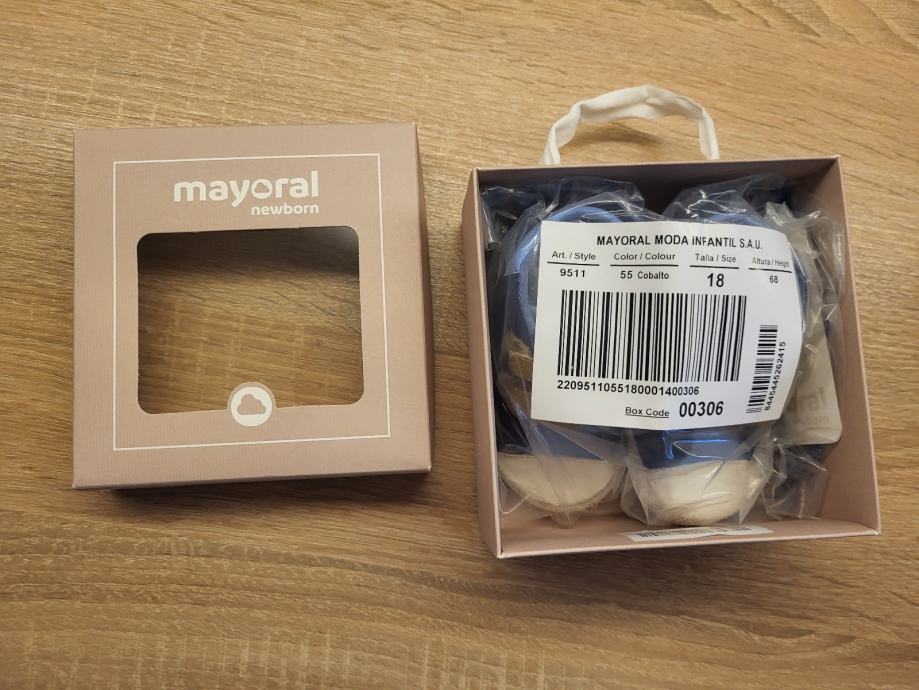 mayoral
newborn
MAYORAL MODA INFANTIL S.A.U.
Art. / Style Color / Colour Talla / Size Altura / Height
9511 55 Cobalto 18 68
22095110551800001400306
8445445262415
Box Code 00306